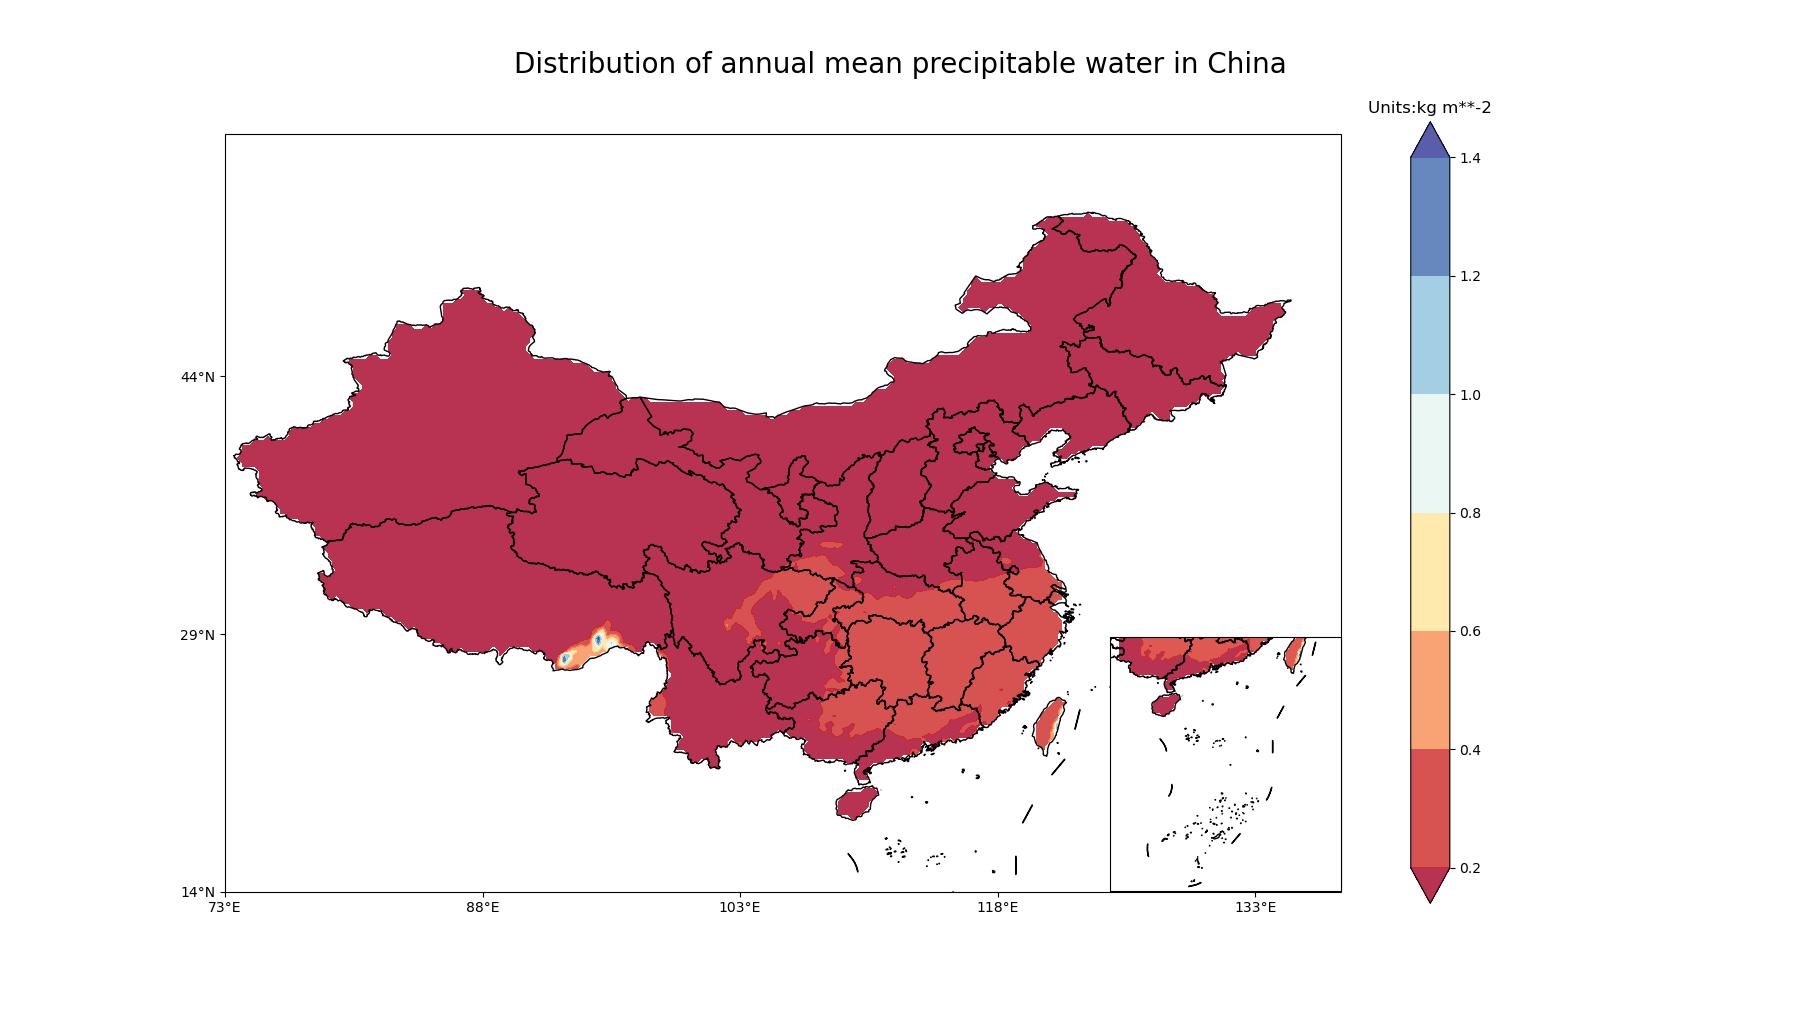 Distribution of annual mean precipitable water in China
Units:kg m**-2
1.4
1.2
1.0
0.8
0.6
0.4
0.2
44°N
29°N
14°N
73°E 88°E 103°E 118°E 133°E